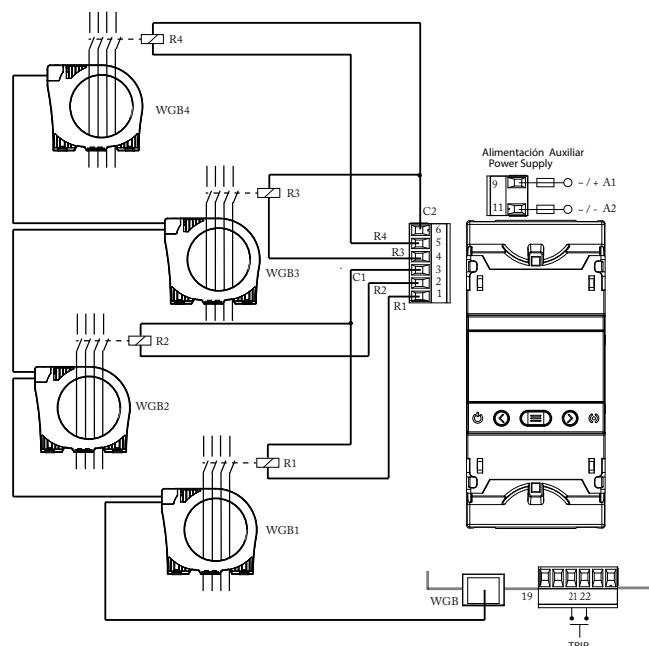 R4
WGB4
Alimentación Auxiliar
Power Supply
9
~ / + A1
11
~ / - A2
R3
C2
6
R4
5
WGB3
R3
4
C1
3
R2
2
R1
1
R2
WGB2
R1
WGB1
WGB
19
21 22
TRIP